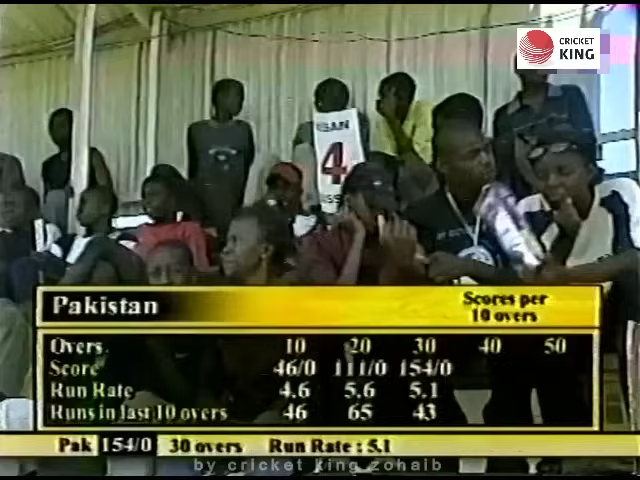 CRICKET
KING
4
Pakistan
Scores per
10 overs
Overs 10 20 30 40 50
Score 46/0 111/0 154/0
Run Rate 4.6 5.6 5.1
Runs in last 10 overs 46 65 43
Pak 154/0 30 overs Run Rate : 5.1
by cricket king zohaib